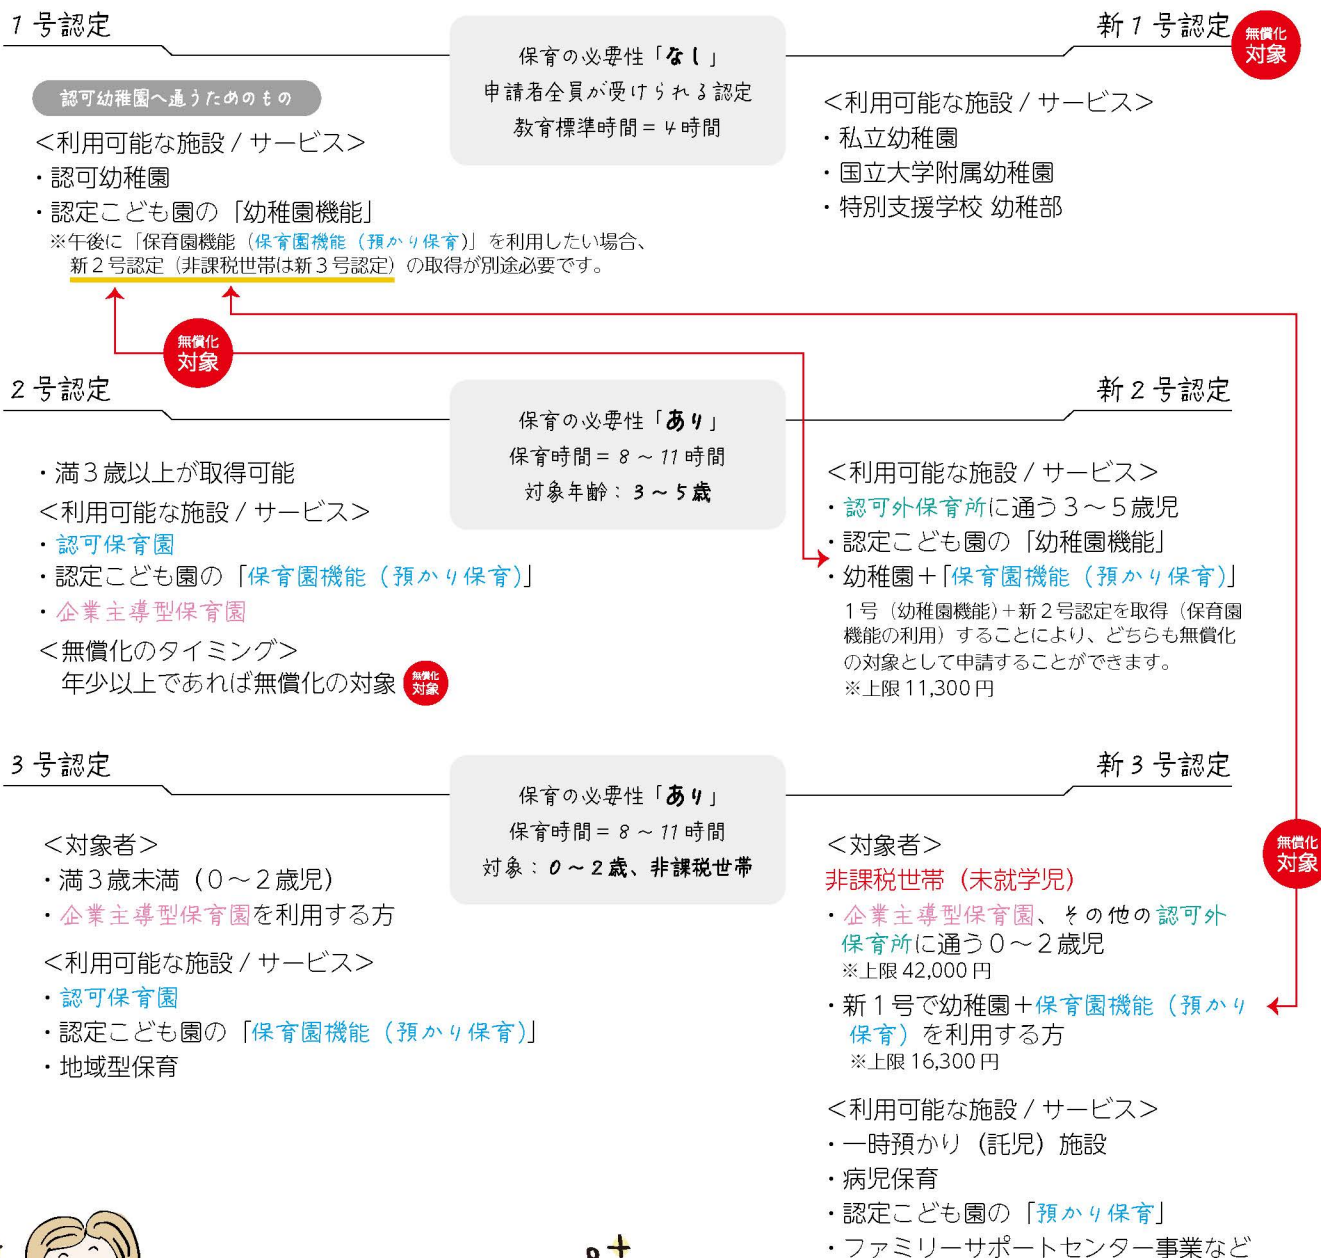 1号認定
認可幼稚園へ通うためのもの
＜利用可能な施設 / サービス＞
・認可幼稚園
・認定こども園の「幼稚園機能」
※午後に「保育園機能（保育園機能（預かり保育）」を利用したい場合、
新２号認定（非課税世帯は新３号認定）の取得が別途必要です。
保育の必要性「なし」
申請者全員が受けられる認定
教育標準時間＝4時間
新1号認定
無償化
対象
＜利用可能な施設 / サービス＞
・私立幼稚園
・国立大学附属幼稚園
・特別支援学校 幼稚部
無償化
対象
2号認定
・満３歳以上が取得可能
＜利用可能な施設 / サービス＞
・認可保育園
・認定こども園の「保育園機能（預かり保育）」
・企業主導型保育園
＜無償化のタイミング＞
年少以上であれば無償化の対象
無償化
対象
保育の必要性「あり」
保育時間＝8～11時間
対象年齢：3～5歳
新2号認定
＜利用可能な施設 / サービス＞
・認可外保育所に通う３～５歳児
・認定こども園の「幼稚園機能」
・幼稚園＋「保育園機能（預かり保育）」
１号（幼稚園機能）＋新２号認定を取得（保育園
機能の利用）することにより、どちらも無償化
の対象として申請することができます。
※上限 11,300 円
3号認定
＜対象者＞
・満３歳未満（０～２歳児）
・企業主導型保育園を利用する方
＜利用可能な施設 / サービス＞
・認可保育園
・認定こども園の「保育園機能（預かり保育）」
・地域型保育
保育の必要性「あり」
保育時間＝8～11時間
対象：0～2歳、非課税世帯
新3号認定
無償化
対象
＜対象者＞
非課税世帯（未就学児）
・企業主導型保育園、その他の認可外
保育所に通う０～２歳児
※上限 42,000 円
・新１号で幼稚園＋保育園機能（預かり
保育）を利用する方
※上限 16,300 円
＜利用可能な施設 / サービス＞
・一時預かり（託児）施設
・病児保育
・認定こども園の「預かり保育」
・ファミリーサポートセンター事業など